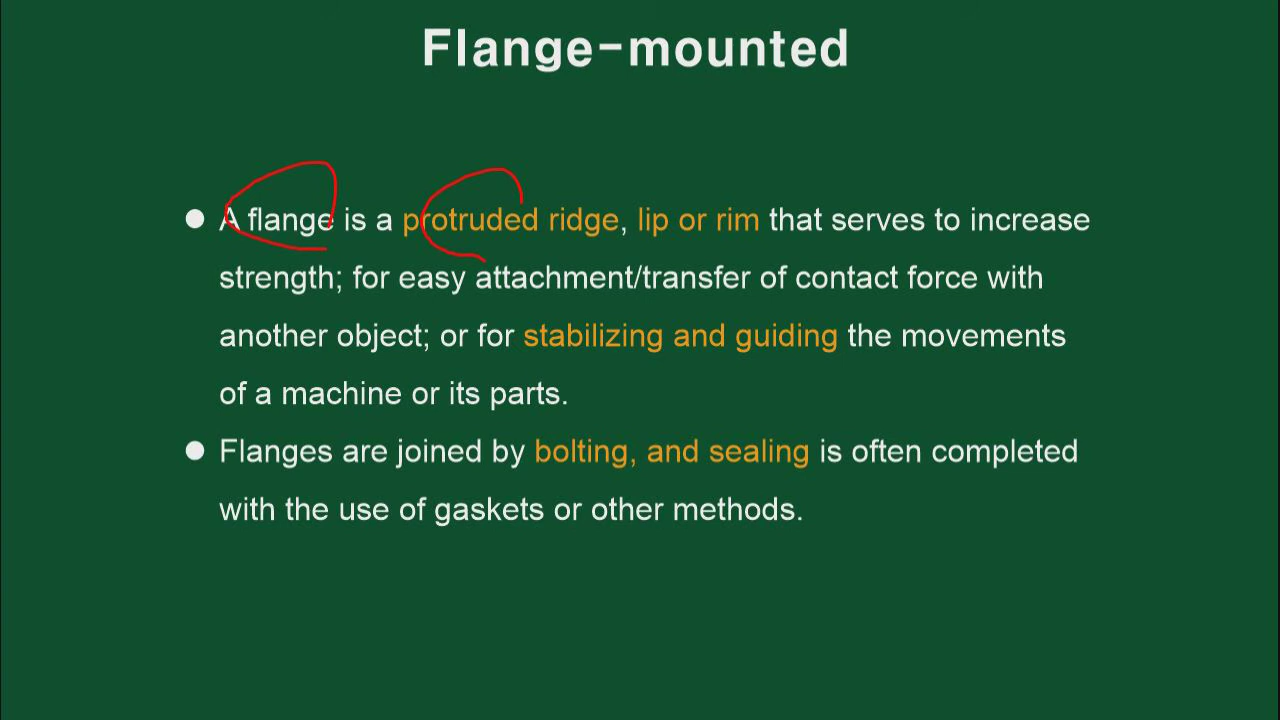 Flange-mounted
● A flange is a protruded ridge, lip or rim that serves to increase
strength; for easy attachment/transfer of contact force with
another object; or for stabilizing and guiding the movements
of a machine or its parts.
● Flanges are joined by bolting, and sealing is often completed
with the use of gaskets or other methods.